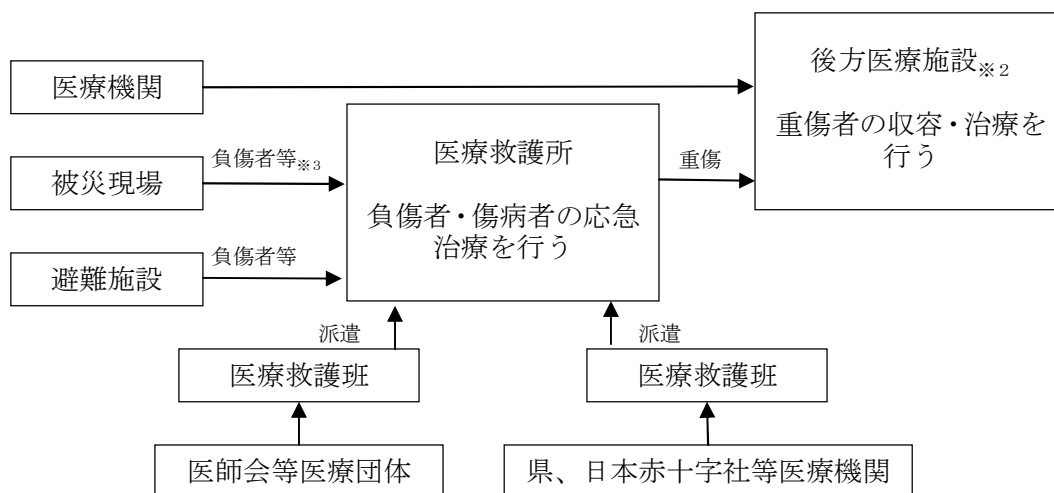 医療機関
後方医療施設※2
重傷者の収容・治療を
行う
被災現場
負傷者等※3
医療救護所
負傷者・傷病者の応急
治療を行う
重傷
避難施設
負傷者等
派遣
派遣
医療救護班
医療救護班
医師会等医療団体
県、日本赤十字社等医療機関